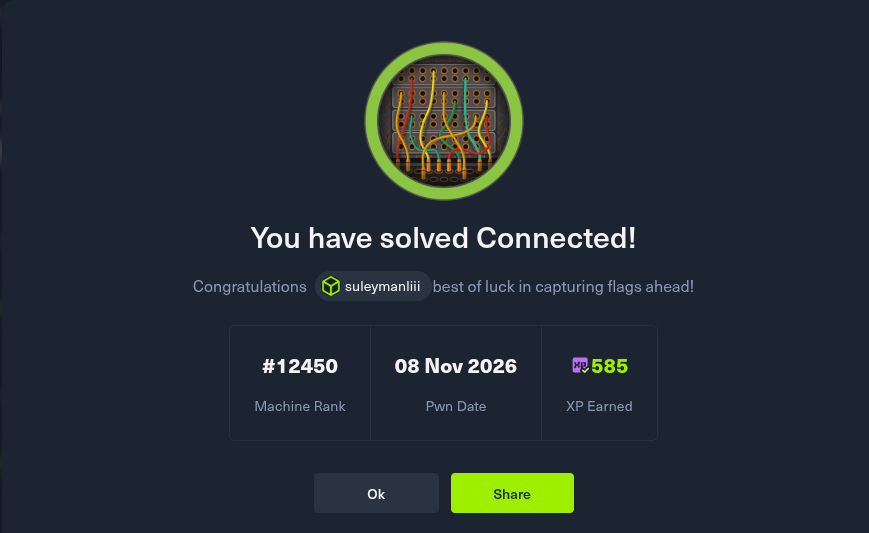 You have solved Connected!
Congratulations suleymanliii best of luck in capturing flags ahead!
#12450 08 Nov 2026 XP 585
Machine Rank Pwn Date XP Earned
Ok Share